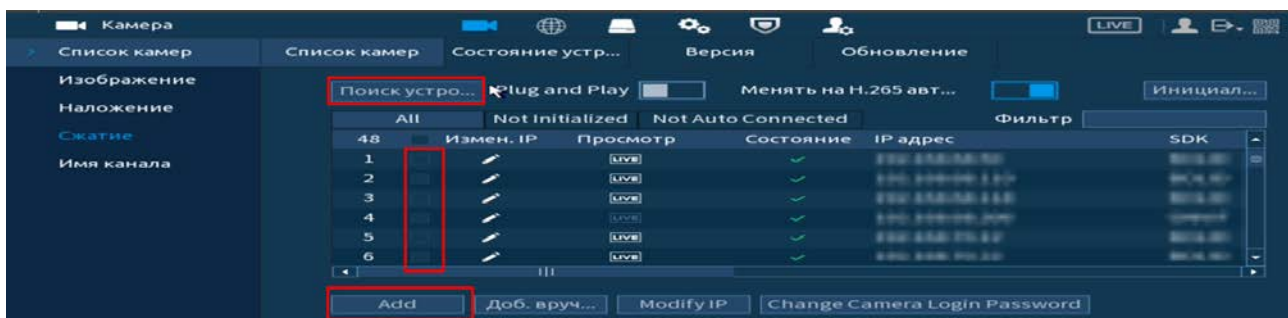 Камера LIVE
Список камер Список камер Состояние устр... Версия Обновление
Изображение
Поиск устро... Plug and Play Менять на H.265 авт... Инициал...
Наложение
All Not Initialized Not Auto Connected Фильтр
Сжатие
48 Измен. IP Просмотр Состояние IP адрес SDK
Имя канала
1 LIVE
2 LIVE
3 LIVE
4 LIVE
5 LIVE
6 LIVE
Add Доб. вруч... Modify IP Change Camera Login Password